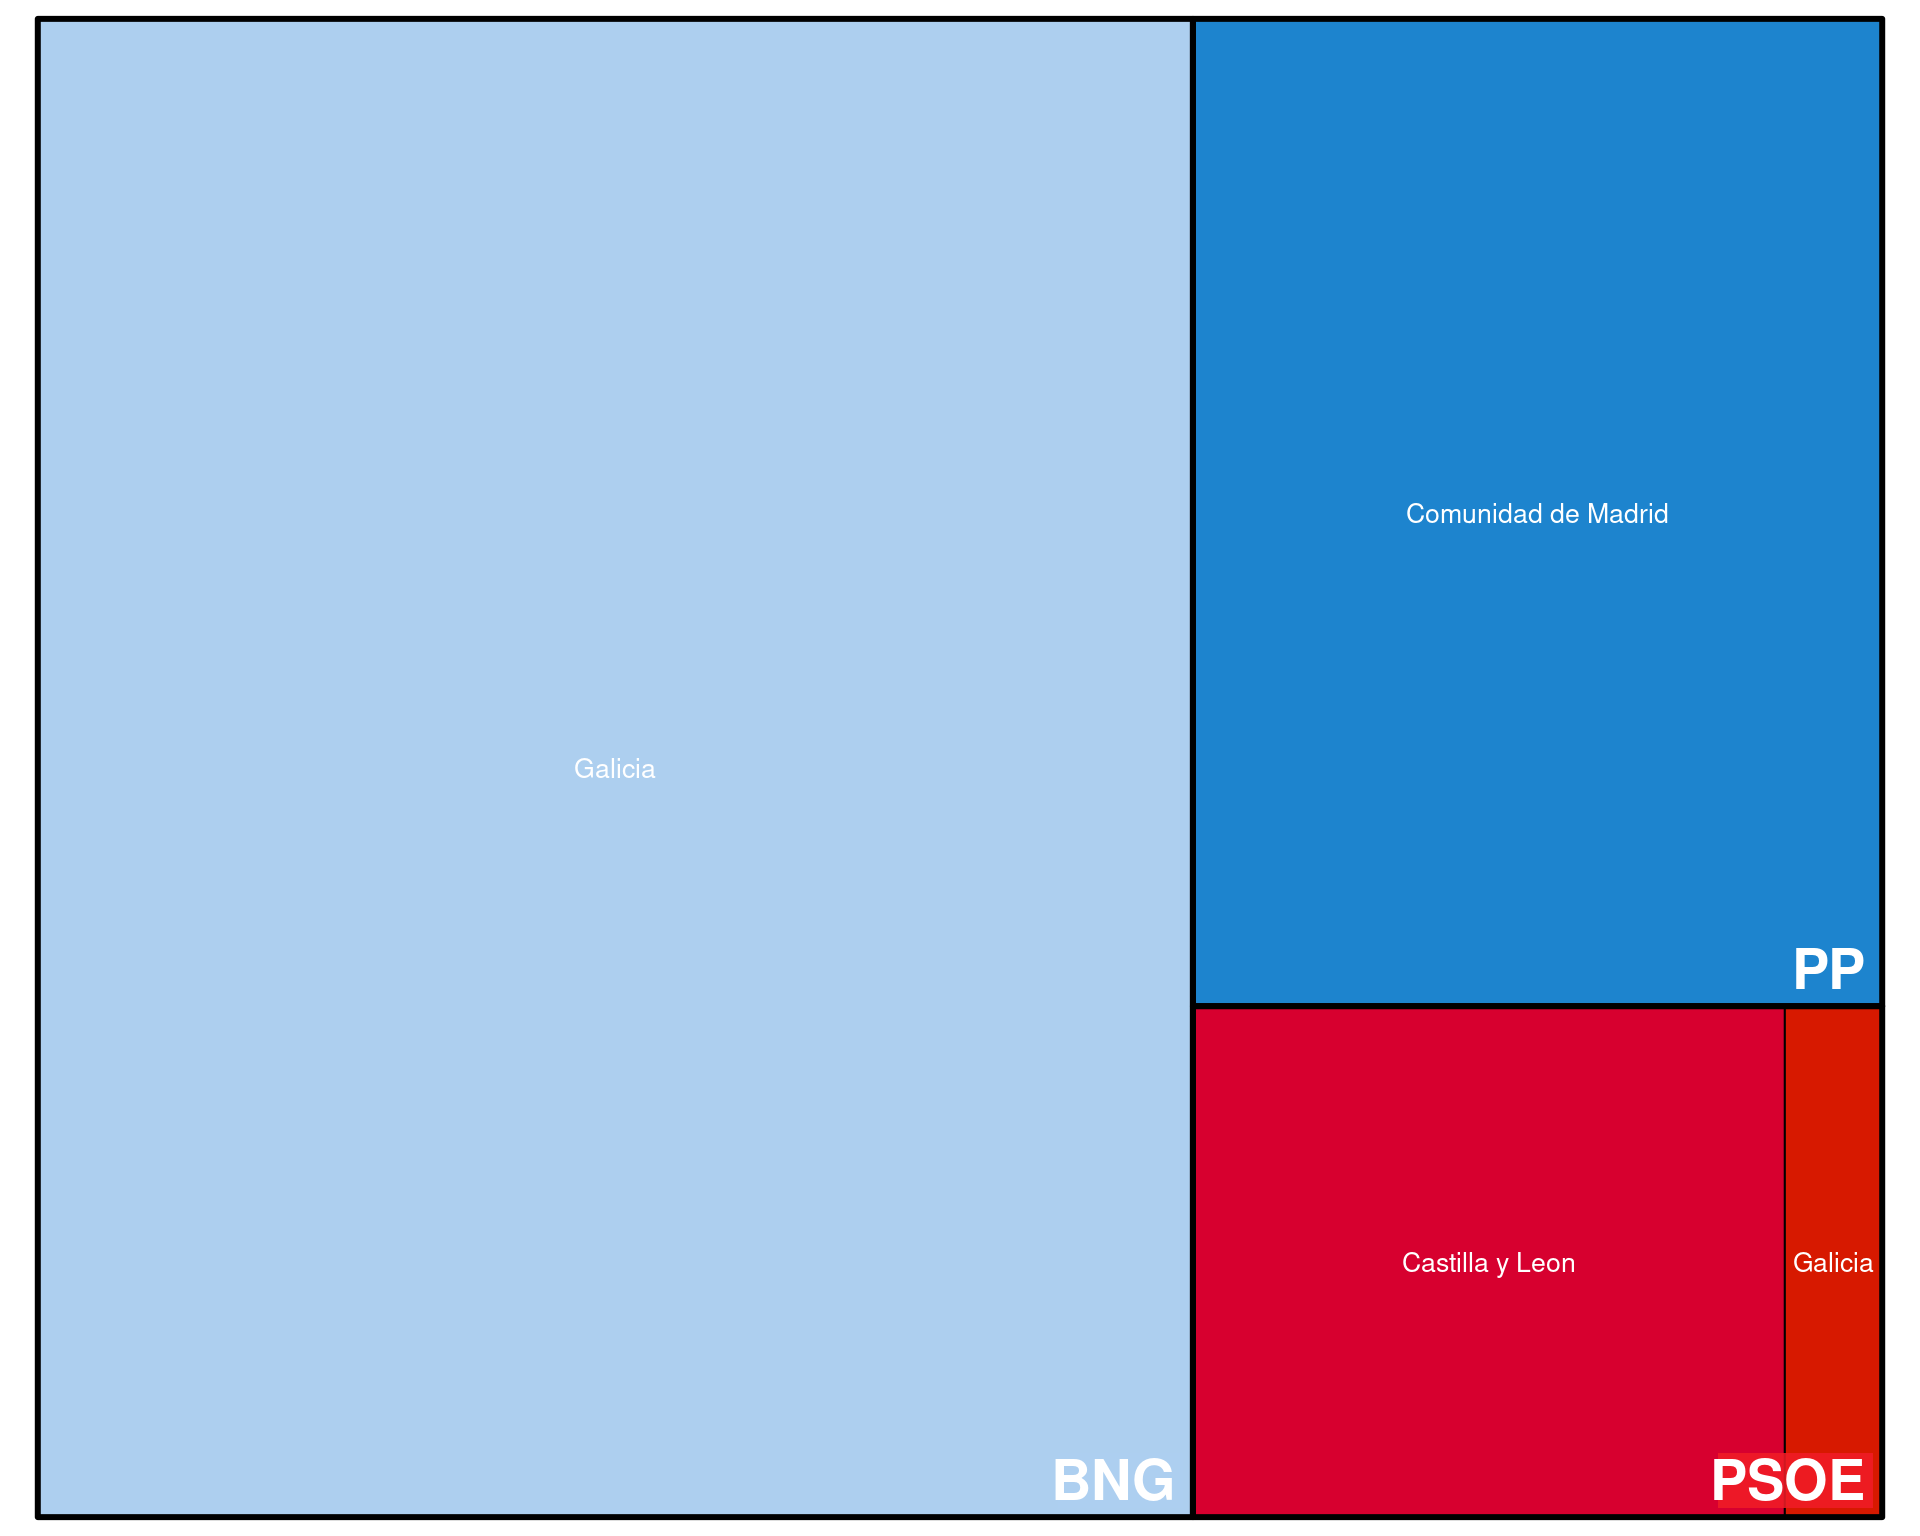 Galicia
BNG
Comunidad de Madrid
PP
Castilla y Leon
Galicia
PSOE